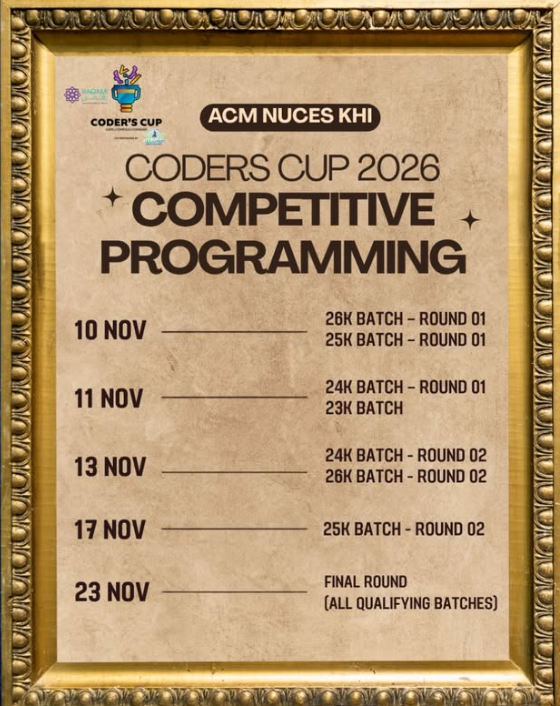 CODER'S CUP
ACM NUCES KHI
CODERS CUP 2026
COMPETITIVE
PROGRAMMING
10 NOV
26K BATCH – ROUND 01
25K BATCH - ROUND 01
11 NOV
24K BATCH – ROUND 01
23K BATCH
13 NOV
24K BATCH - ROUND 02
26K BATCH - ROUND 02
17 NOV
25K BATCH - ROUND 02
23 NOV
FINAL ROUND
(ALL QUALIFYING BATCHES)